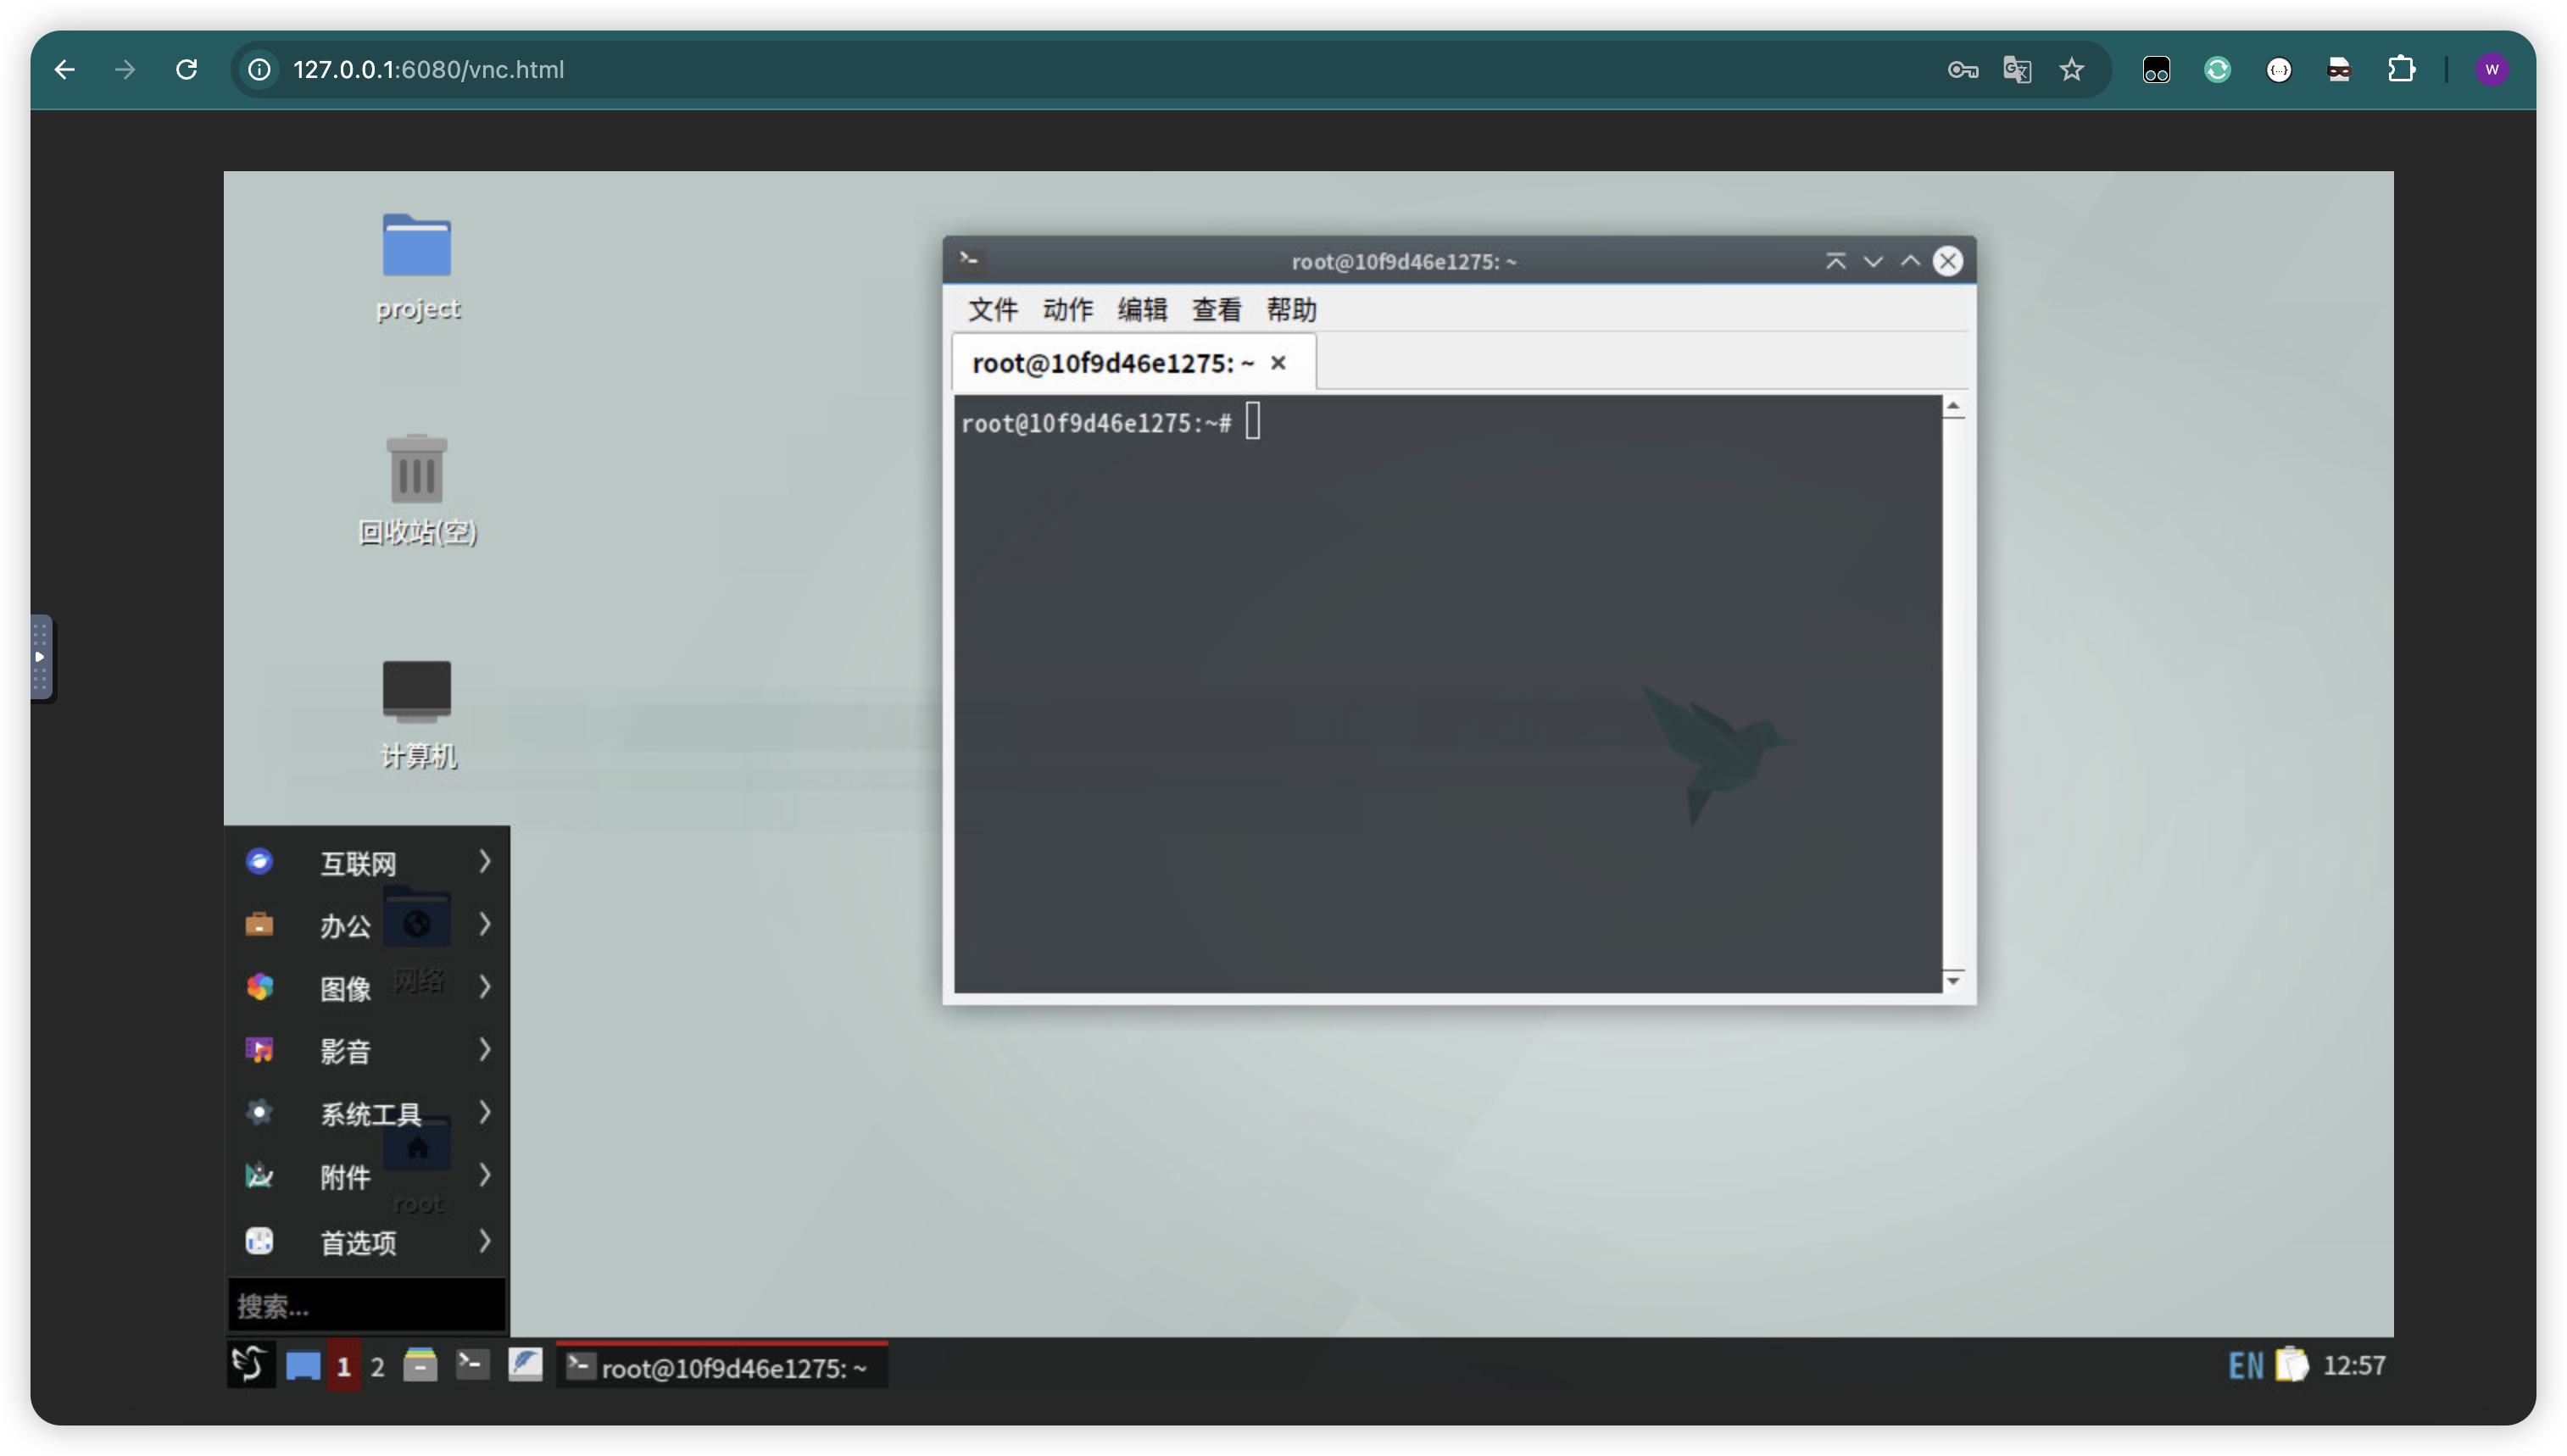 127.0.0.1:6080/vnc.html
W
project
回收站(空)
计算机
root@10f9d46e1275: ~
文件 动作 编辑 查看 帮助
root@10f9d46e1275: ~
root@10f9d46e1275:~#
互联网
办公
网络
图像
影音
系统工具
附件
root
首选项
搜索...
1 2 root@10f9d46e1275: ~
EN 12:57